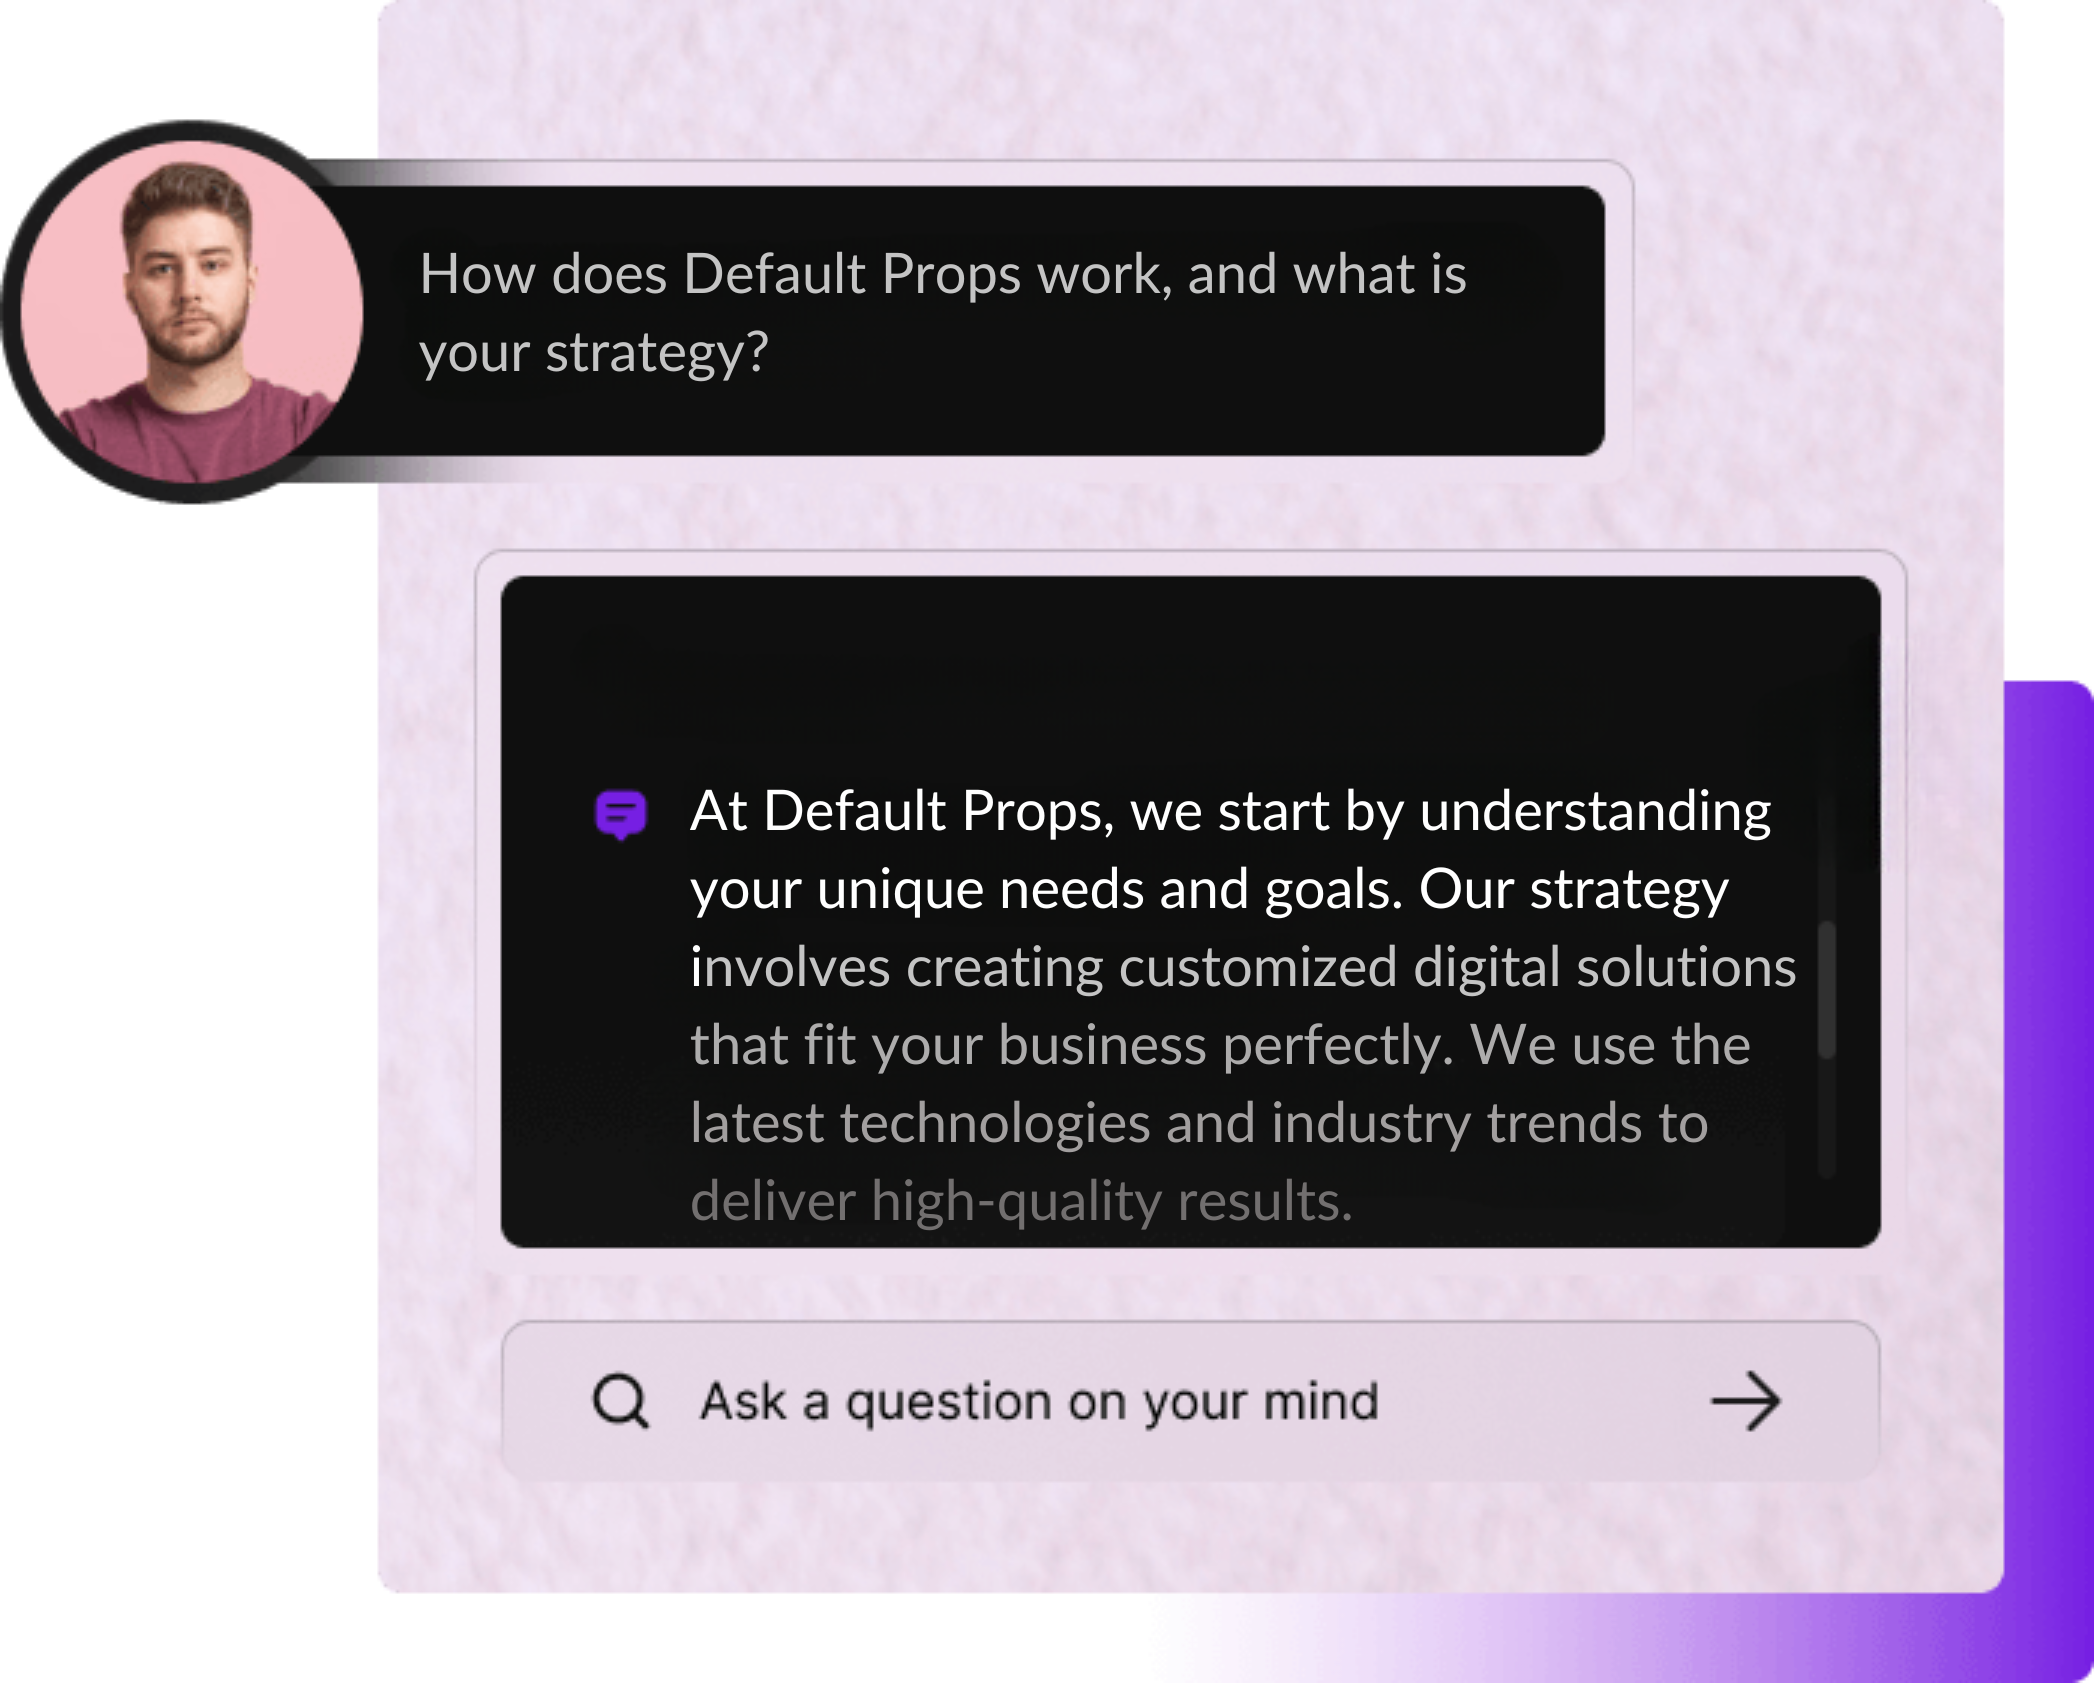 How does Default Props work, and what is
your strategy?
At Default Props, we start by understanding
your unique needs and goals. Our strategy
involves creating customized digital solutions
that fit your business perfectly. We use the
latest technologies and industry trends to
deliver high-quality results.
Ask a question on your mind